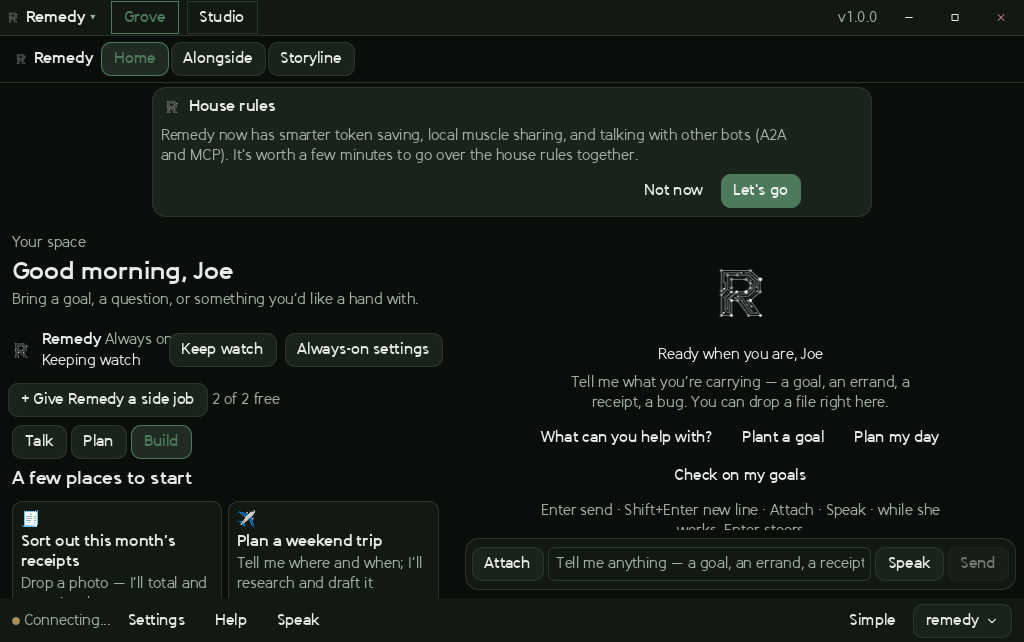 Remedy
Grove
Studio
v1.0.0
Remedy
Home
Alongside
Storyline
House rules
Remedy now has smarter token saving, local muscle sharing, and talking with other bots (A2A
and MCP). It's worth a few minutes to go over the house rules together.
Not now
Let's go
Your space
Good morning, Joe
Bring a goal, a question, or something you'd like a hand with.
Remedy Always on
Keeping watch
Keep watch
Always-on settings
+ Give Remedy a side job
2 of 2 free
Talk
Plan
Build
A few places to start
Sort out this month's
receipts
Drop a photo — I'll total and
Plan a weekend trip
Tell me where and when; I'll
research and draft it
Ready when you are, Joe
Tell me what you're carrying — a goal, an errand, a
receipt, a bug. You can drop a file right here.
What can you help with?
Plant a goal
Plan my day
Check on my goals
Enter send · Shift+Enter new line · Attach · Speak · while she
works, Enter steers
Attach
Tell me anything — a goal, an errand, a receipt
Speak
Send
Connecting...
Settings
Help
Speak
Simple
remedy